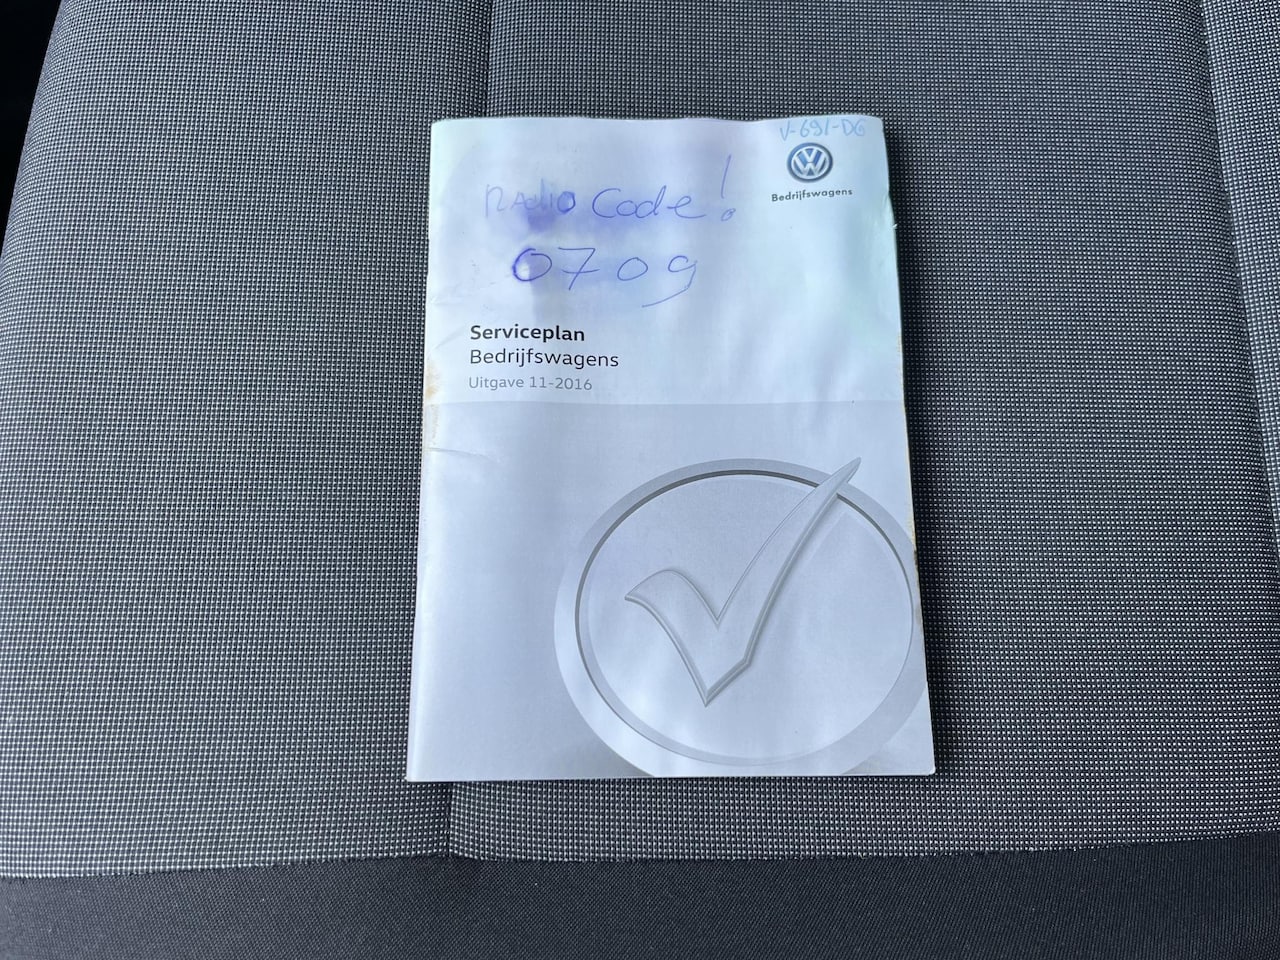 V-691-DG
Bedrijfswagens
Radio Code!
0709
Serviceplan
Bedrijfswagens
Uitgave 11-2016